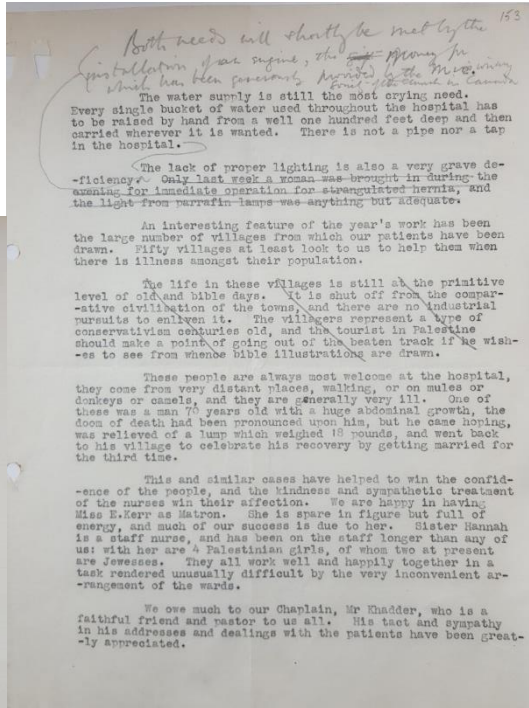 153
Both needs will shortly be met by the
installation of an engine, the money for
which has been generously provided by the Missionary
Socy of the Church in Canada
The water supply is still the most crying need.
Every single bucket of water used throughout the hospital has
to be raised by hand from a well one hundred feet deep and then
carried wherever it is wanted. There is not a pipe nor a tap
in the hospital.
The lack of proper lighting is also a very grave de-
-ficiency. Only last week a woman was brought in during the
evening for immediate operation for strangulated hernia, and
the light from parrafin lamps was anything but adequate.
An interesting feature of the year's work has been
the large number of villages from which our patients have been
drawn. Fifty villages at least look to us to help them when
there is illness amongst their population.
The life in these villages is still at the primitive
level of old and bible days. It is shut off from the compar-
-ative civilisation of the towns, and there are no industrial
pursuits to enliven it. The villagers represent a type of
conservativism centuries old, and the tourist in Palestine
should make a point of going out of the beaten track if he wish-
-es to see from whence bible illustrations are drawn.
These people are always most welcome at the hospital,
they come from very distant places, walking, or on mules or
donkeys or camels, and they are generally very ill. One of
these was a man 70 years old with a huge abdominal growth, the
doom of death had been pronounced upon him, but he came hoping,
was relieved of a lump which weighed 18 pounds, and went back
to his village to celebrate his recovery by getting married for
the third time.
This and similar cases have helped to win the confid-
-ence of the people, and the kindness and sympathetic treatment
of the nurses win their affection. We are happy in having
Miss E.Kerr as Matron. She is spare in figure but full of
energy, and much of our success is due to her. Sister Hannah
is a staff nurse, and has been on the staff longer than any of
us: with her are 4 Palestinian girls, of whom two at present
are Jewesses. They all work well and happily together in a
task rendered unusually difficult by the very inconvenient ar-
-rangement of the wards.
We owe much to our Chaplain, Mr Khadder, who is a
faithful friend and pastor to us all. His tact and sympathy
in his addresses and dealings with the patients have been great-
-ly appreciated.